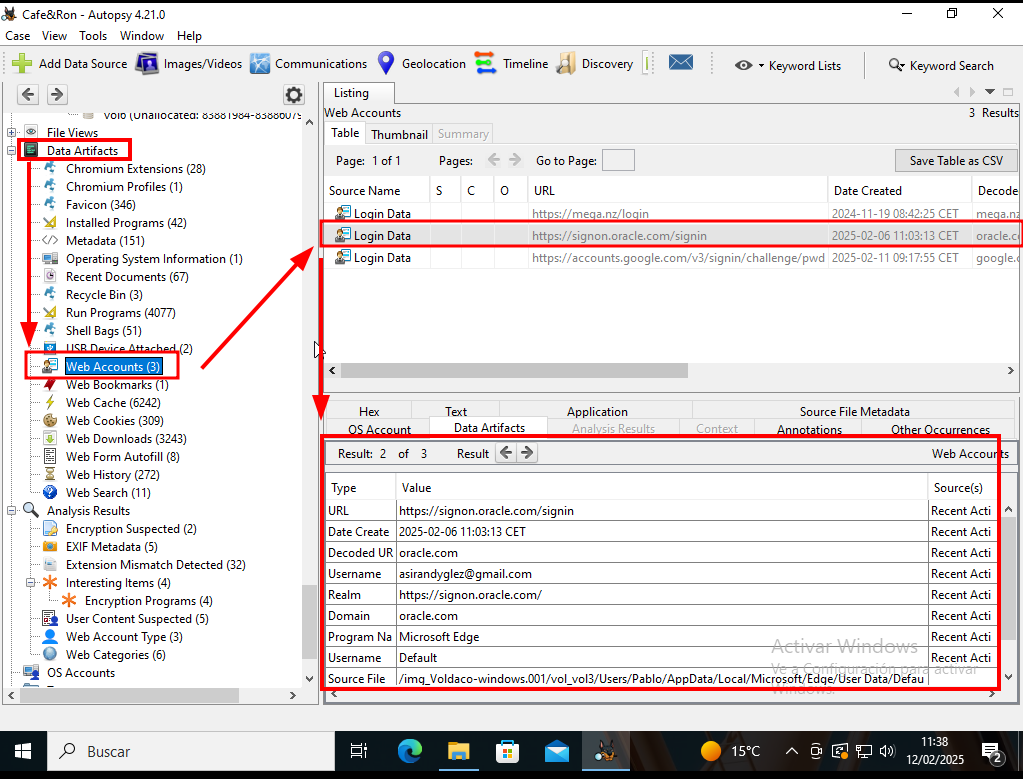 Cafe&Ron - Autopsy 4.21.0
Case View Tools Window Help
Add Data Source Images/Videos Communications Geolocation Timeline Discovery Keyword Lists Keyword Search
Listing
Web Accounts 3 Results
Table Thumbnail Summary
Page: 1 of 1 Pages: Go to Page: Save Table as CSV
Source Name S C O URL Date Created Decode
Login Data https://mega.nz/login 2024-11-19 08:42:25 CET mega.nz
Login Data https://signon.oracle.com/signin 2025-02-06 11:03:13 CET oracle.c
Login Data https://accounts.google.com/v3/signin/challenge/pwd 2025-02-11 09:17:55 CET google.
vol6 (Unallocated: 83881984-8388607
File Views
Data Artifacts
Chromium Extensions (28)
Chromium Profiles (1)
Favicon (346)
Installed Programs (42)
Metadata (151)
Operating System Information (1)
Recent Documents (67)
Recycle Bin (3)
Run Programs (4077)
Shell Bags (51)
USB Device Attached (2)
Web Accounts (3)
Web Bookmarks (1)
Web Cache (6242)
Web Cookies (309)
Web Downloads (3243)
Web Form Autofill (8)
Web History (272)
Web Search (11)
Analysis Results
Encryption Suspected (2)
EXIF Metadata (5)
Extension Mismatch Detected (32)
Interesting Items (4)
Encryption Programs (4)
User Content Suspected (5)
Web Account Type (3)
Web Categories (6)
OS Accounts
Hex Text Application Source File Metadata
OS Account Data Artifacts Analysis Results Context Annotations Other Occurrences
Result: 2 of 3 Result Web Accounts
Type Value Source(s)
URL https://signon.oracle.com/signin Recent Acti
Date Create 2025-02-06 11:03:13 CET Recent Acti
Decoded UR oracle.com Recent Acti
Username asirandyglez@gmail.com Recent Acti
Realm https://signon.oracle.com/ Recent Acti
Domain oracle.com Recent Acti
Program Na Microsoft Edge Recent Acti
Username Default Recent Acti
Source File /img_Voldaco-windows.001/vol_vol3/Users/Pablo/AppData/Local/Microsoft/Edge/User Data/Defau
Activar Windows
Ve a Configuración para activar
Windows.
Buscar
15°C
11:38
12/02/2025
2